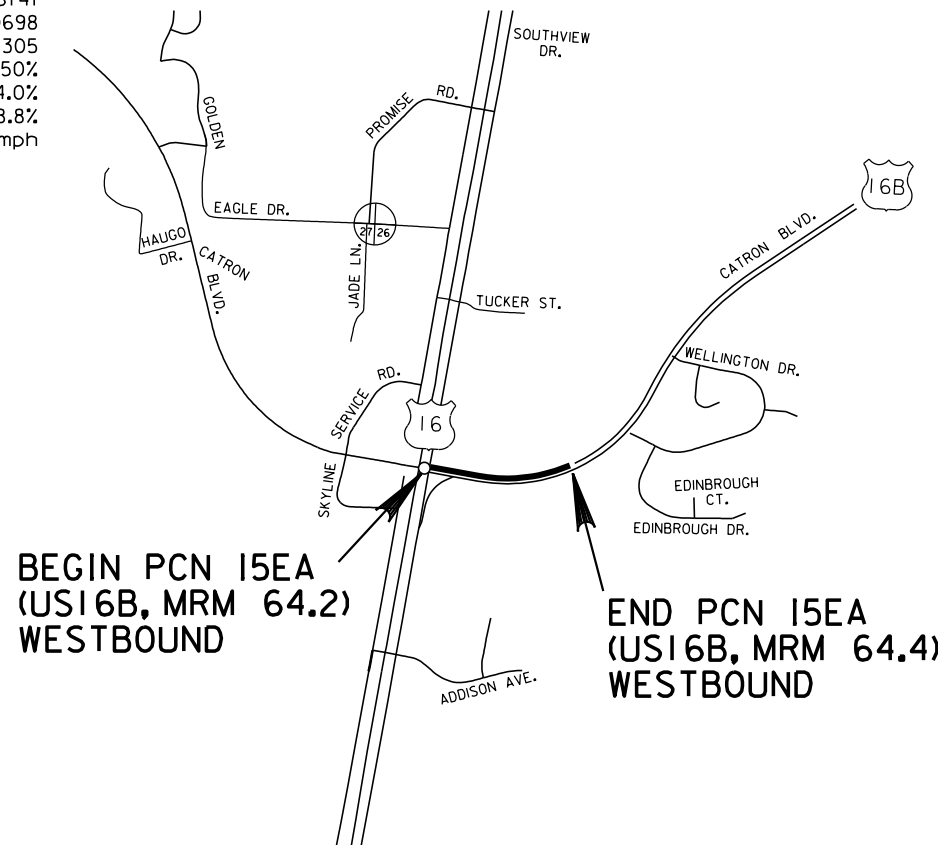 698
305
50%
4.0%
3.8%
mph
SOUTHVIEW
DR.
GOLDEN
PROMISE RD.
16B
EAGLE DR.
27 26
HAUGO
DR.
CATRON
BLVD.
JADE LN.
CATRON BLVD.
TUCKER ST.
WELLINGTON DR.
SERVICE RD.
16
SKYLINE
EDINBROUGH
CT.
EDINBROUGH DR.
BEGIN PCN 15EA
(US16B, MRM 64.2)
WESTBOUND
END PCN 15EA
(US16B, MRM 64.4)
WESTBOUND
ADDISON AVE.